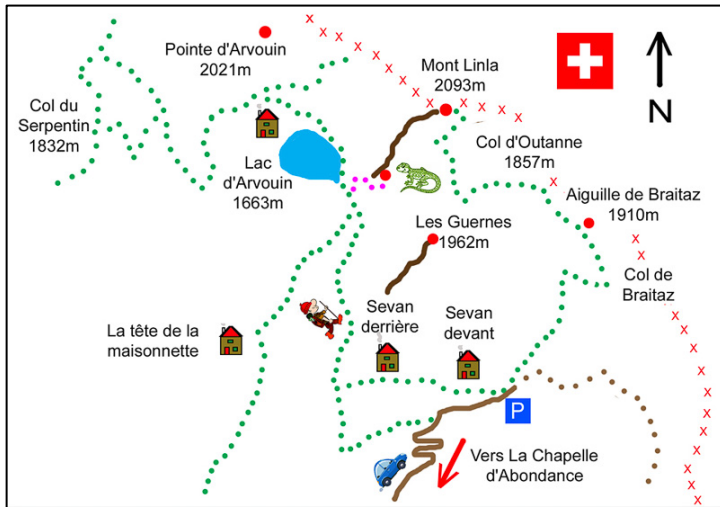 Pointe d'Arvouin
2021m
Mont Linla
2093m
N
Col du
Serpentin
1832m
Col d'Outanne
1857m
Lac
d'Arvouin
1663m
Aiguille de Braitaz
1910m
Les Guernes
1962m
Col de
Braitaz
Sevan
derrière
Sevan
devant
La tête de la
maisonnette
P
Vers La Chapelle
d'Abondance